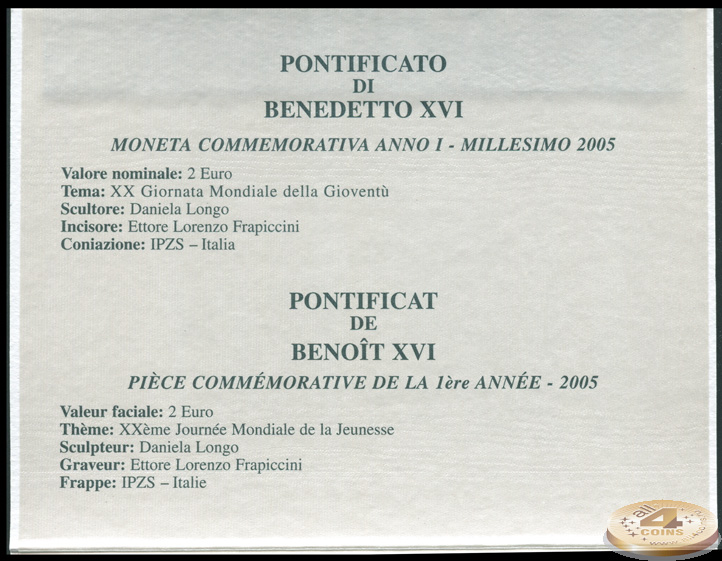 PONTIFICATO
DI
BENEDETTO XVI
MONETA COMMEMORATIVA ANNO I - MILLESIMO 2005
Valore nominale: 2 Euro
Tema: XX Giornata Mondiale della Gioventù
Scultore: Daniela Longo
Incisore: Ettore Lorenzo Frapiccini
Coniazione: IPZS – Italia
PONTIFICAT
DE
BENOÎT XVI
PIÈCE COMMÉMORATIVE DE LA 1ère ANNÉE - 2005
Valeur faciale: 2 Euro
Thème: XXème Journée Mondiale de la Jeunesse
Sculpteur: Daniela Longo
Graveur: Ettore Lorenzo Frapiccini
Frappe: IPZS – Italie
all
4
COINS